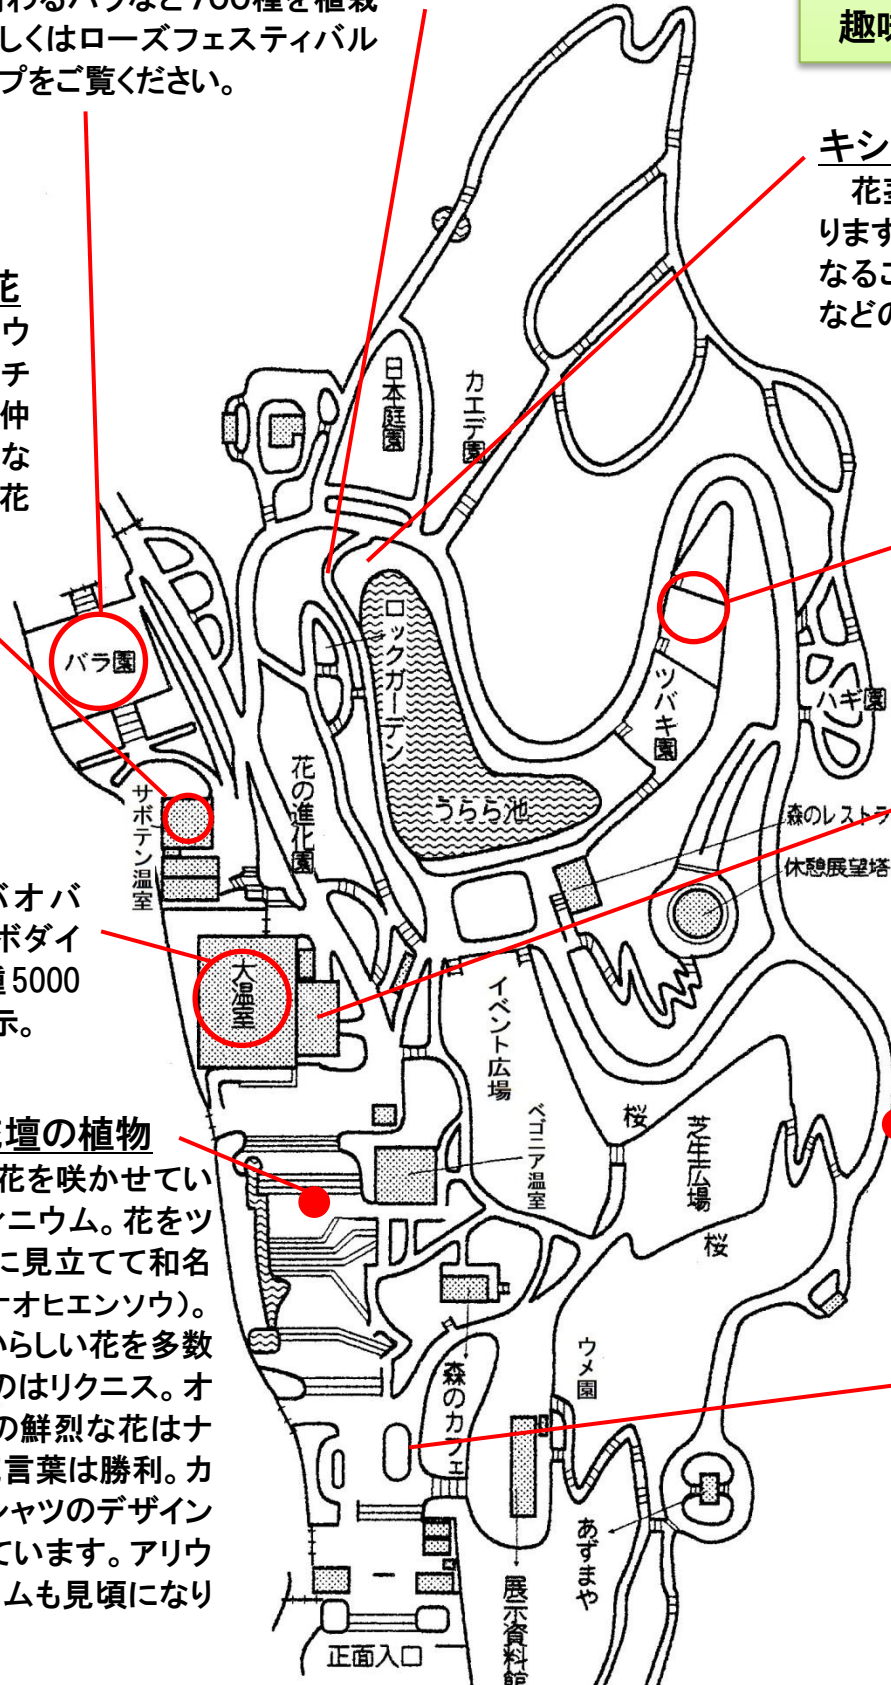 わるバラなど700種を植栽
しくはローズフェスティバル
プをご覧ください。
趣味
キシ
花茎
ります
なるこ
などの
花
ウ
チ
仲
な
花
日本庭園
カエデ園
バラ園
ロックガーデン
ツバキ園
ハギ園
花の進化園
うらら池
サボテン温室
森のレストラ
休憩展望塔
バオバ
ボダイ
種5000
示。
大温室
イベント広場
ベゴニア温室
桜
芝生広場
桜
壇の植物
花を咲かせてい
ィニウム。花をツ
に見立てて和名
オオヒエンソウ)。
いらしい花を多数
のはリクニス。オ
の鮮烈な花はナ
言葉は勝利。カ
シャツのデザイン
ています。アリウ
ムも見頃になり
森のカフェ
ウメ園
あずまや
展示資料館
正面入口